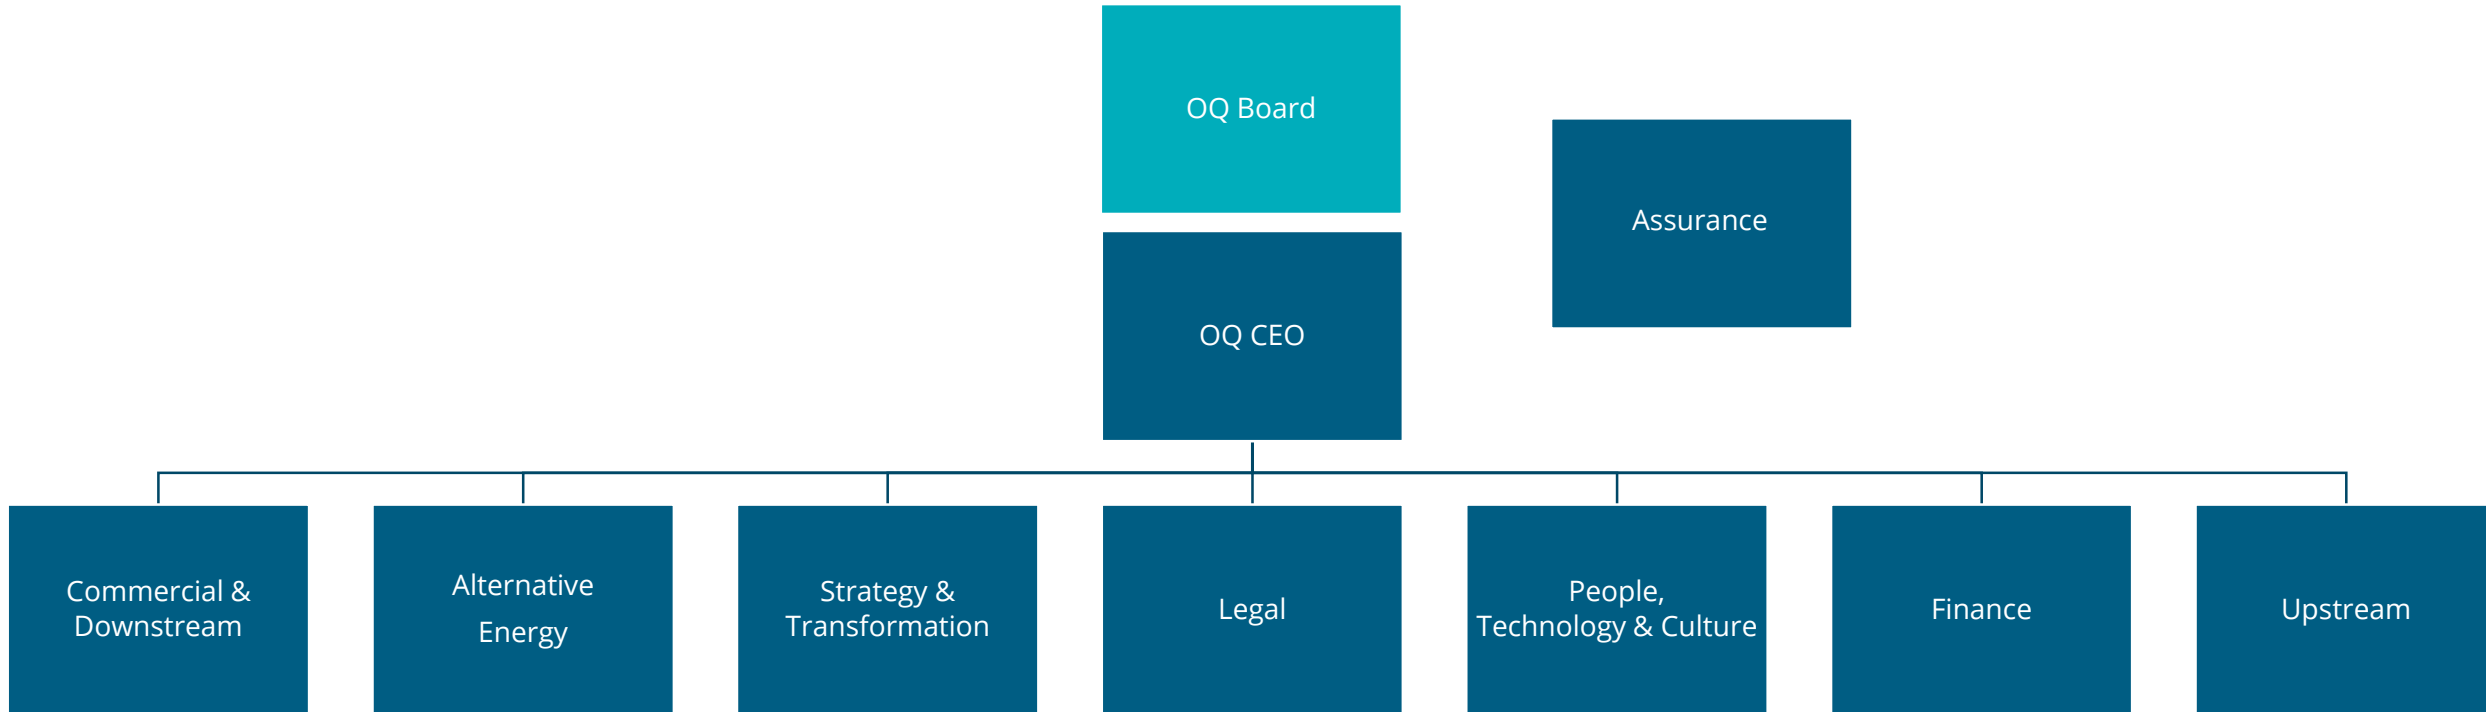 OQ Board
Assurance
OQ CEO
Commercial &
Downstream
Alternative
Energy
Strategy &
Transformation
Legal
People,
Technology & Culture
Finance
Upstream